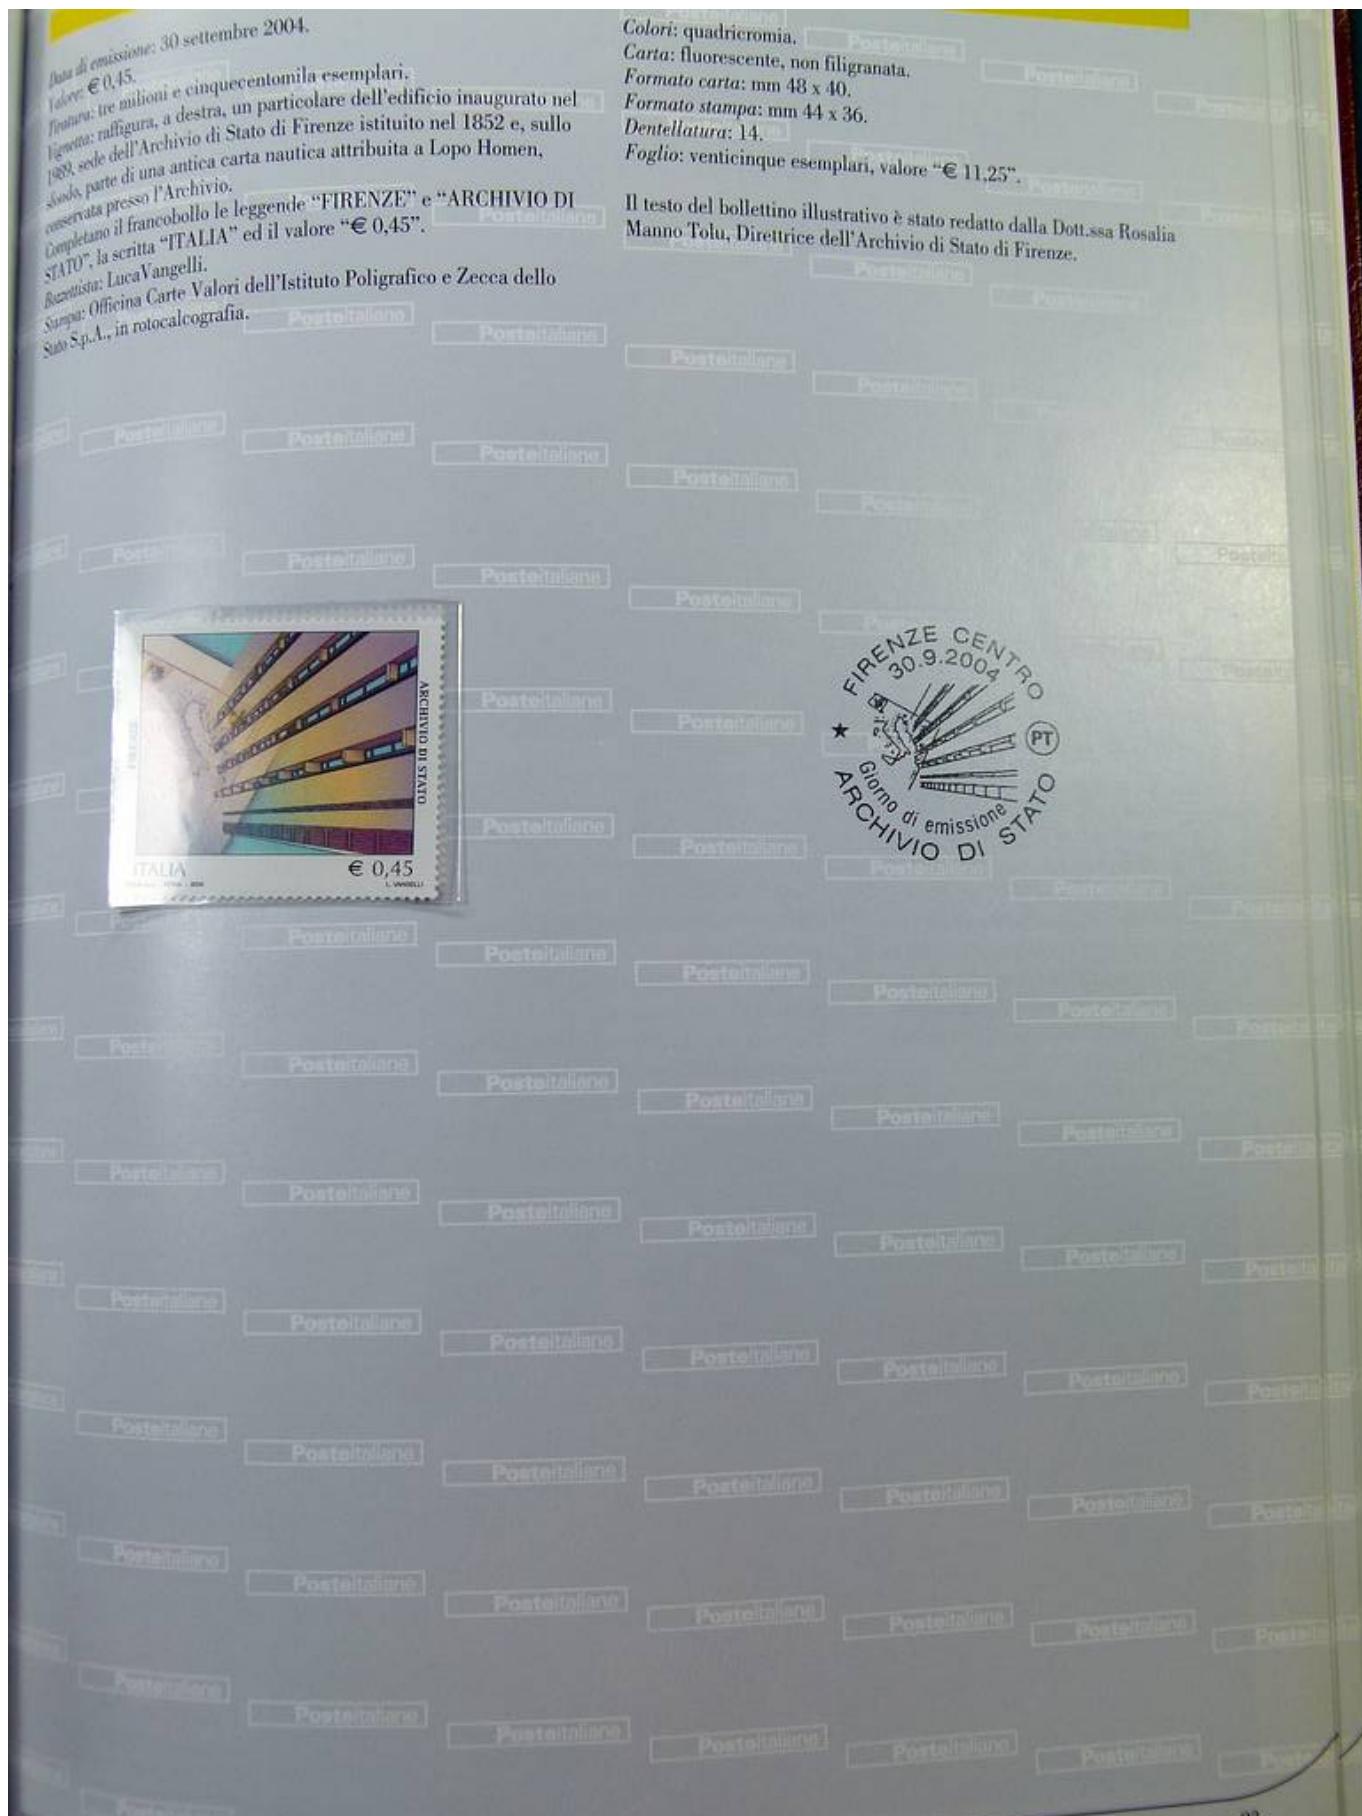 Data di emissione: 30 settembre 2004.
Valore: € 0,45.
Tiratura: tre milioni e cinquecentomila esemplari.
Vignetta: raffigura, a destra, un particolare dell'edificio inaugurato nel
1989, sede dell'Archivio di Stato di Firenze istituito nel 1852 e, sullo
sfondo, parte di una antica carta nautica attribuita a Lopo Homen,
conservata presso l'Archivio.
Completano il francobollo le leggende “FIRENZE” e “ARCHIVIO DI
STATO”, la scritta “ITALIA” ed il valore “€ 0,45”.
Bozzettista: Luca Vangelli.
Stampa: Officina Carte Valori dell'Istituto Poligrafico e Zecca dello
Stato S.p.A., in rotocalcografia.
Colori: quadricromia.
Carta: fluorescente, non filigranata.
Formato carta: mm 48 x 40.
Formato stampa: mm 44 x 36.
Dentellatura: 14.
Foglio: venticinque esemplari, valore “€ 11,25”.
Il testo del bollettino illustrativo è stato redatto dalla Dott.ssa Rosalia
Manno Tolu, Direttrice dell'Archivio di Stato di Firenze.
FIRENZE
ARCHIVIO DI STATO
ITALIA
€ 0,45
L. VANGELLI
FIRENZE CENTRO
30.9.2004
PT
Giorno di emissione
ARCHIVIO DI STATO
Posteitaliane